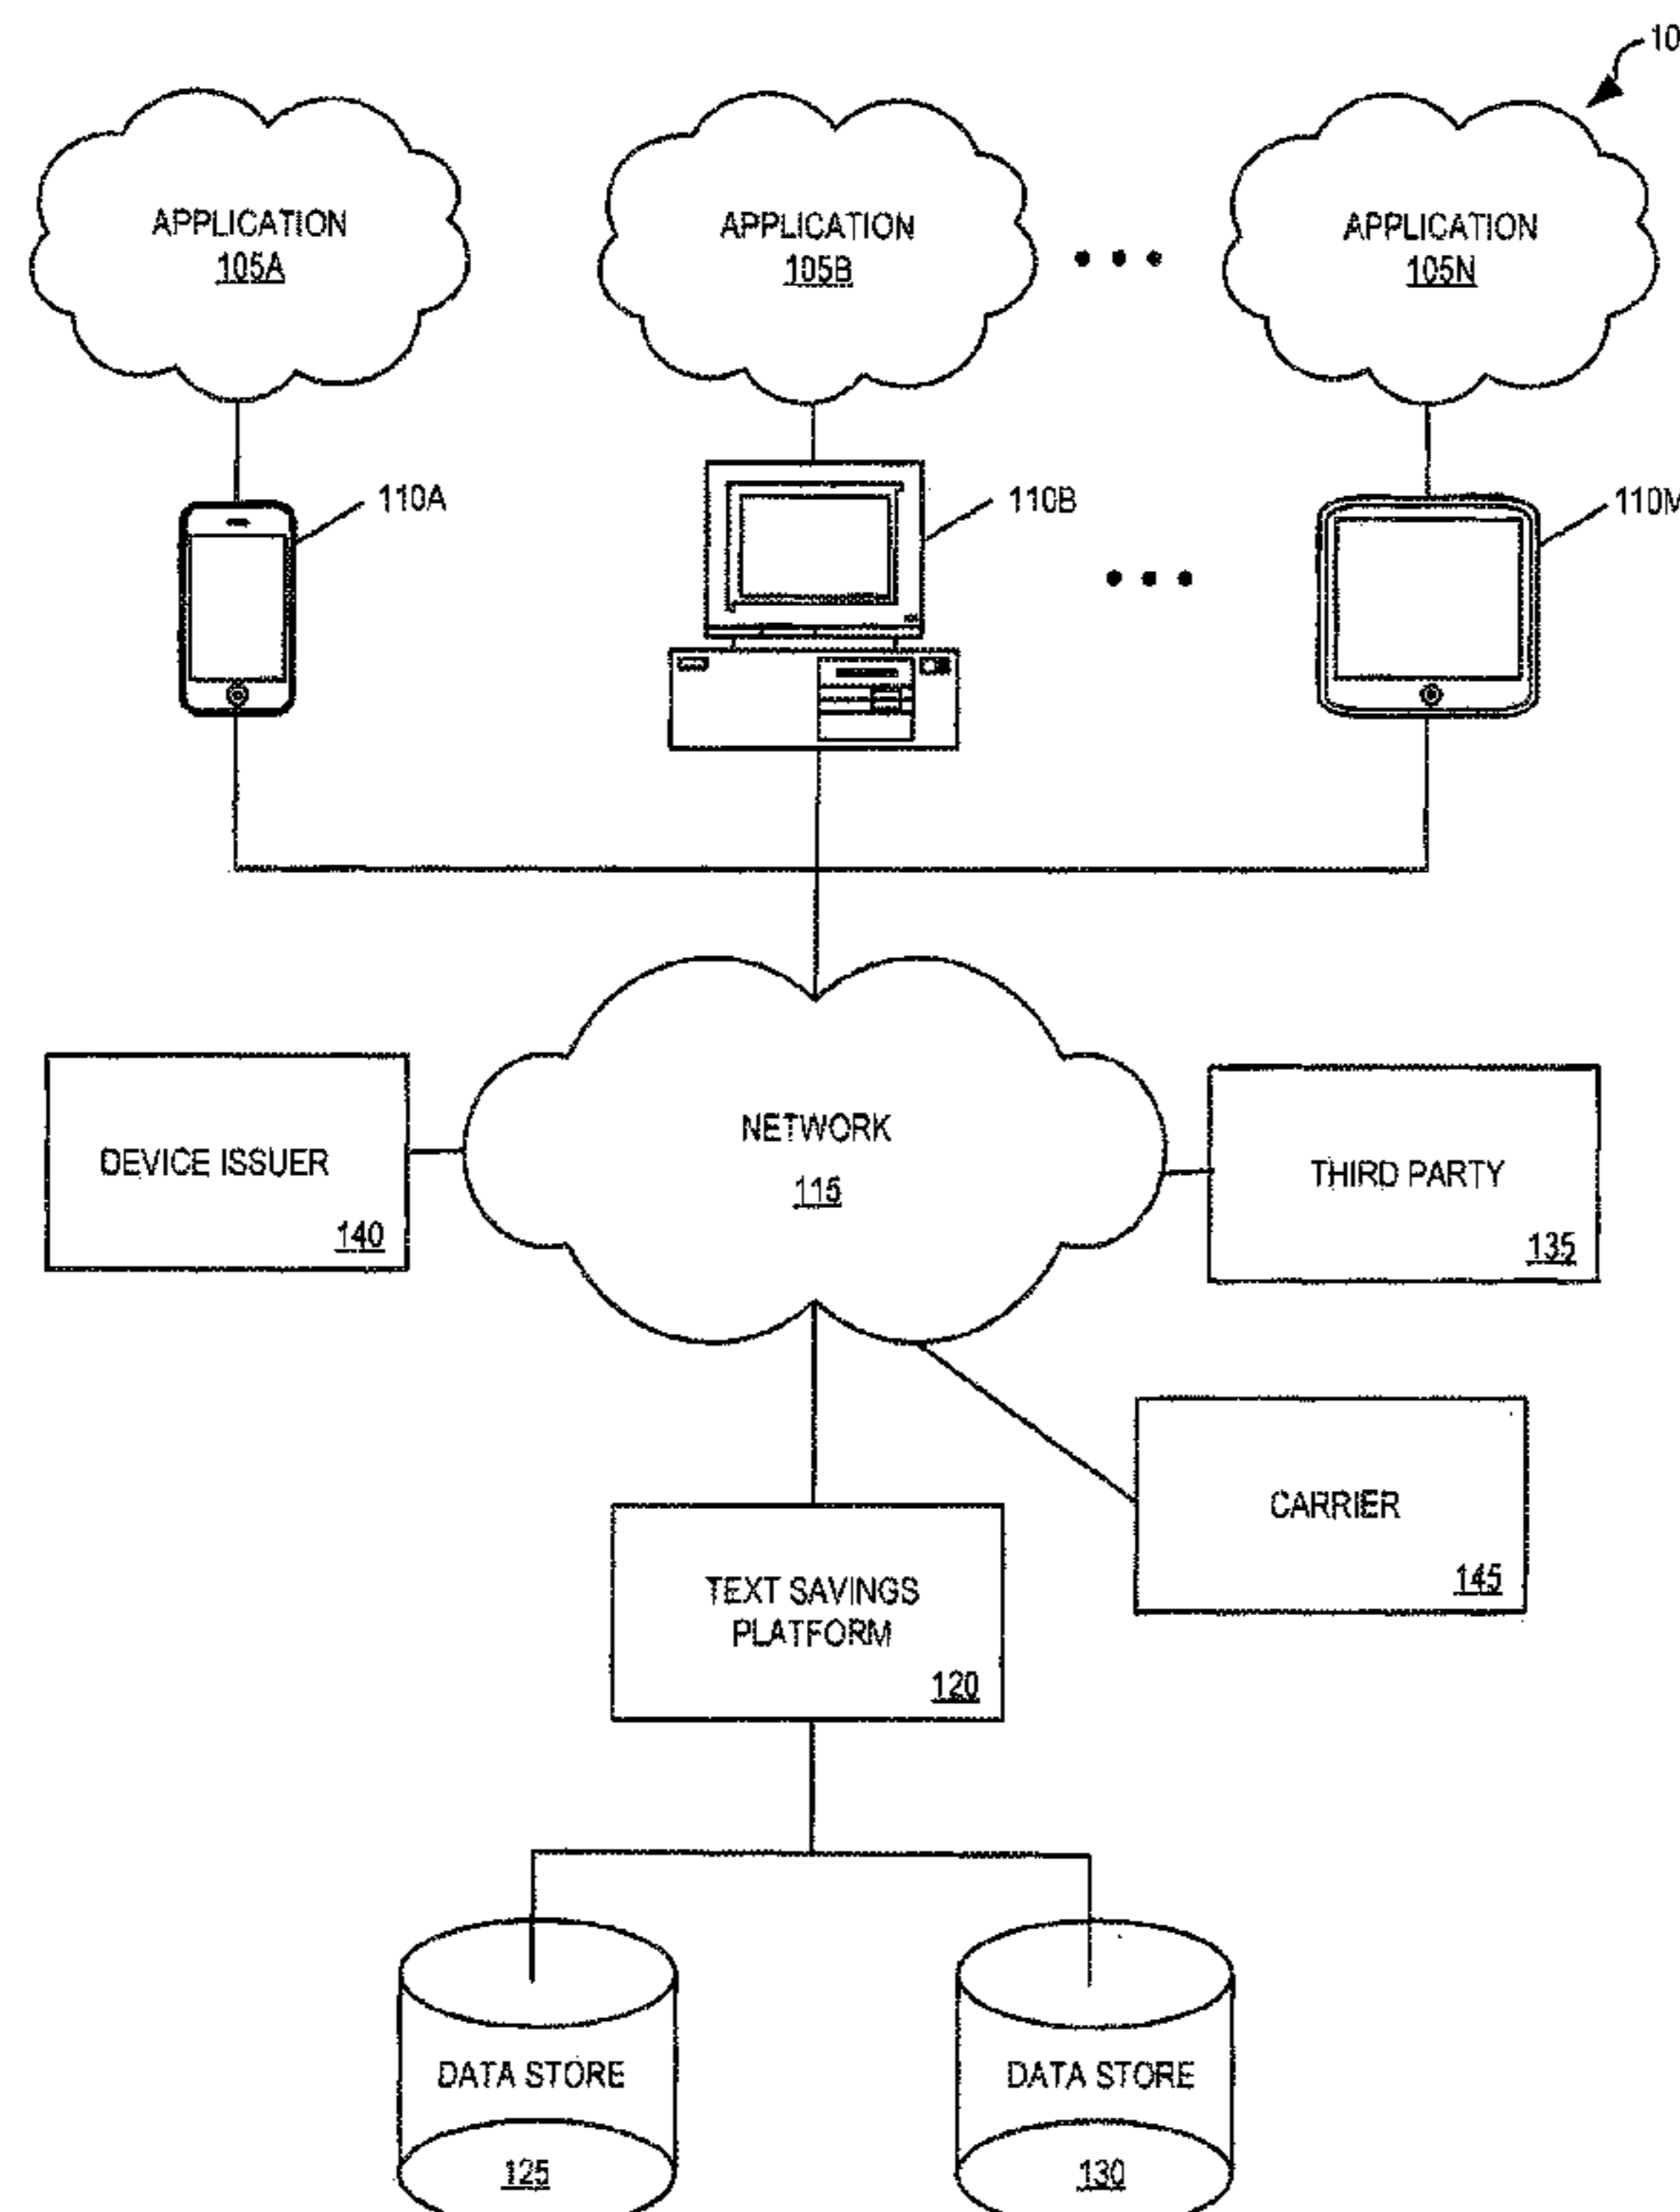 10
APPLICATION
105A
APPLICATION
105B
APPLICATION
105N
110A
110B
110M
DEVICE ISSUER
140
NETWORK
115
THIRD PARTY
135
CARRIER
145
TEXT SAVINGS
PLATFORM
120
DATA STORE
125
DATA STORE
130